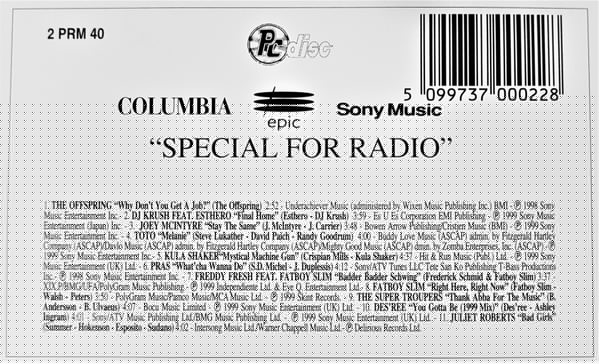 2 PRM 40
PRC disc
5 099737 000228
COLUMBIA
epic
Sony Music
“SPECIAL FOR RADIO”
1. THE OFFSPRING “Why Don't You Get A Job?” (The Offspring) 2:52 - Underachiever Music (administered by Wixen Music Publishing Inc.) BMI - ℗ 1998 Sony
Music Entertainment Inc.- 2. DJ KRUSH FEAT. ESTHERO “Final Home” (Esthero - DJ Krush) 3:59 - Es U Es Corporation EMI Publishing - ℗ 1999 Sony Music
Entertainment (Japan) Inc. - 3. JOEY MCINTYRE “Stay The Same” (J. McIntyre - J. Carrier) 3:48 - Bowen Arrow Publishing/Cristjen Music (BMI) - ℗ 1999 Sony
Music Entertainment Inc. - 4. TOTO “Melanie” (Steve Lukather - David Paich - Randy Goodrum) 4:00 - Buddy Love Music (ASCAP) admin. by Fitzgerald Hartley
Company (ASCAP)/Davlo Music (ASCAP) admin. by Fitzgerald Hartley Company (ASCAP)/Mighty Good Music (ASCAP) admin. by Zomba Enterprises, Inc. (ASCAP) - ℗
1999 Sony Music Entertainment Inc.- 5. KULA SHAKER“Mystical Machine Gun” (Crispian Mills - Kula Shaker) 4:37 - Hit & Run Music (Publ.) Ltd. - ℗ 1999 Sony Music
Entertainment (UK) Ltd. - 6. PRAS “What'cha Wanna Do” (S.D. Michel - J. Duplessis) 4:12 - Sony/ATV Tunes LLC Tete San Ko Publishing T-Bass Productions
Inc. - ℗ 1998 Sony Music Entertainment Inc.- 7. FREDDY FRESH FEAT. FATBOY SLIM “Badder Badder Schwing” (Frederick Schmid & Fatboy Slim) 3:37 -
XICP/BMG/UFA/PolyGram Music Publishing - ℗ 1999 Independiente Ltd. & Eye Q. Entertainment Ltd.- 8. FATBOY SLIM “Right Here, Right Now” (Fatboy Slim -
Walsh - Peters) 3:50 - PolyGram Music/Pamco Music/MCA Music Ltd.- ℗ 1999 Skint Records. - 9. THE SUPER TROUPERS “Thank Abba For The Music” (B.
Andersson - B. Ulvaens) 4:07 - Bocu Music Limited - ℗ 1999 Sony Music Entertainment (UK) Ltd.- 10. DES'REE “You Gotta Be (1999 Mix)” (Des'ree - Ashley
Ingram) 4:01 - Sony/ATV Music Publishing Ltd./BMG Music Publishing Ltd. - ℗ 1999 Sony Music Entertainment (UK) Ltd.- 11. JULIET ROBERTS “Bad Girls”
(Summer - Hokenson - Esposito - Sudano) 4:02 - Intersong Music Ltd./Warner Chappell Music Ltd.- ℗ Delirious Records Ltd.